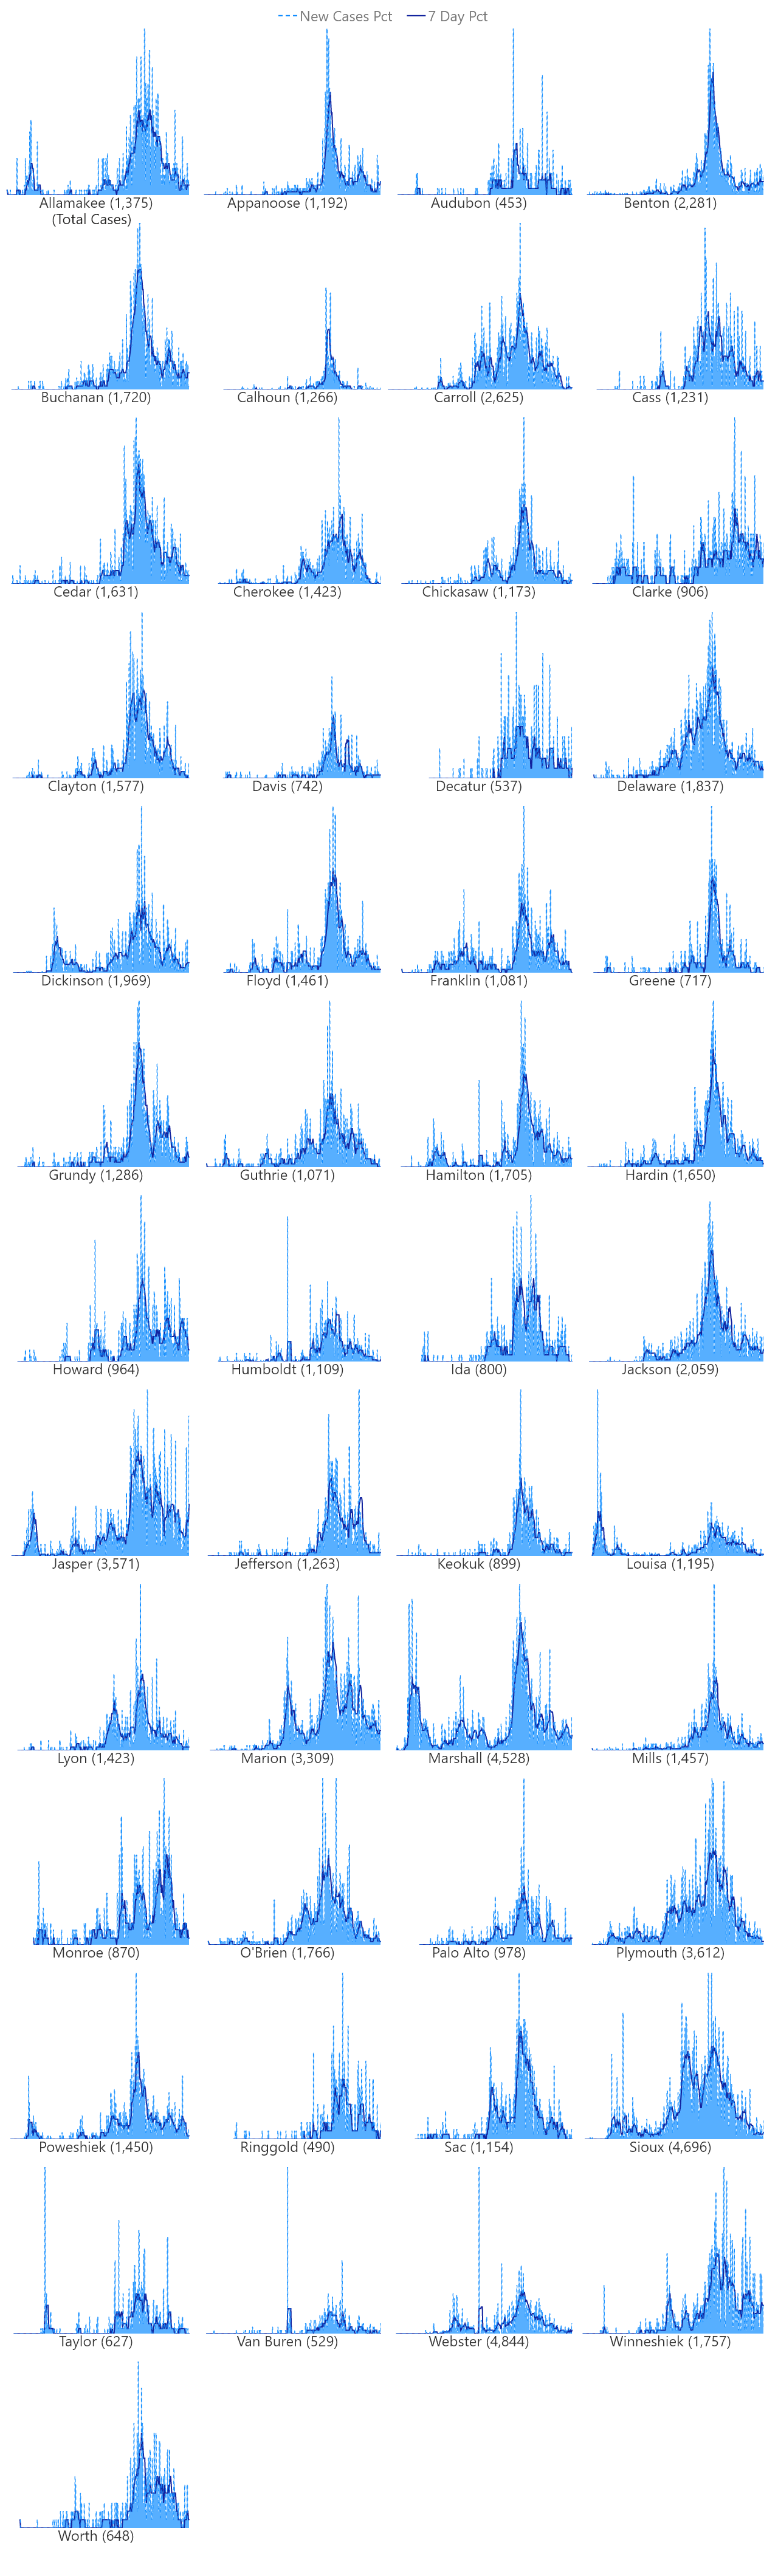 New Cases Pct 7 Day Pct
Allamakee (1,375) Appanoose (1,192) Audubon (453) Benton (2,281)
(Total Cases)
Buchanan (1,720) Calhoun (1,266) Carroll (2,625) Cass (1,231)
Cedar (1,631) Cherokee (1,423) Chickasaw (1,173) Clarke (906)
Clayton (1,577) Davis (742) Decatur (537) Delaware (1,837)
Dickinson (1,969) Floyd (1,461) Franklin (1,081) Greene (717)
Grundy (1,286) Guthrie (1,071) Hamilton (1,705) Hardin (1,650)
Howard (964) Humboldt (1,109) Ida (800) Jackson (2,059)
Jasper (3,571) Jefferson (1,263) Keokuk (899) Louisa (1,195)
Lyon (1,423) Marion (3,309) Marshall (4,528) Mills (1,457)
Monroe (870) O'Brien (1,766) Palo Alto (978) Plymouth (3,612)
Poweshiek (1,450) Ringgold (490) Sac (1,154) Sioux (4,696)
Taylor (627) Van Buren (529) Webster (4,844) Winneshiek (1,757)
Worth (648)